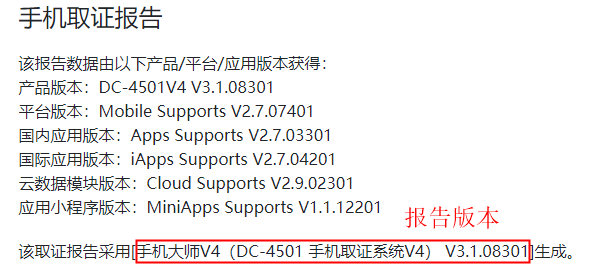 手机取证报告
该报告数据由以下产品/平台/应用版本获得：
产品版本：DC-4501V4 V3.1.08301
平台版本：Mobile Supports V2.7.07401
国内应用版本：Apps Supports V2.7.03301
国际应用版本：iApps Supports V2.7.04201
云数据模块版本：Cloud Supports V2.9.02301
应用小程序版本：MiniApps Supports V1.1.12201
报告版本
该取证报告采用[手机大师V4（DC-4501 手机取证系统V4） V3.1.08301]生成。